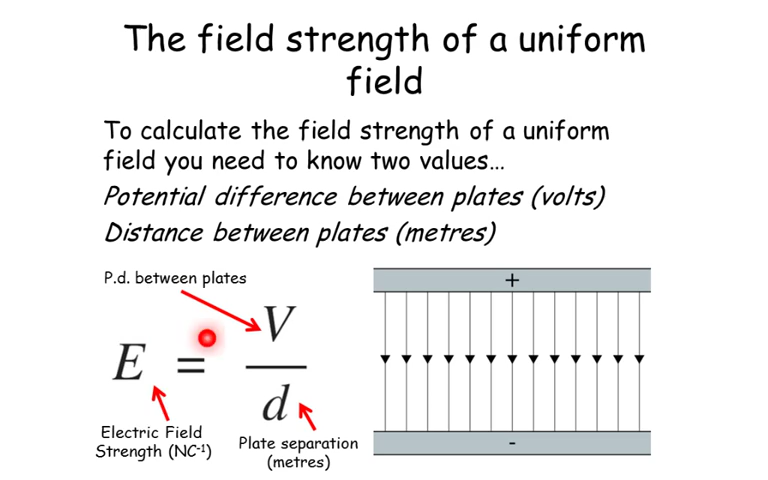 The field strength of a uniform
field
To calculate the field strength of a uniform
field you need to know two values...
Potential difference between plates (volts)
Distance between plates (metres)
P.d. between plates
E = V
d
Electric Field
Strength (NC⁻¹)
Plate separation
(metres)
+
-